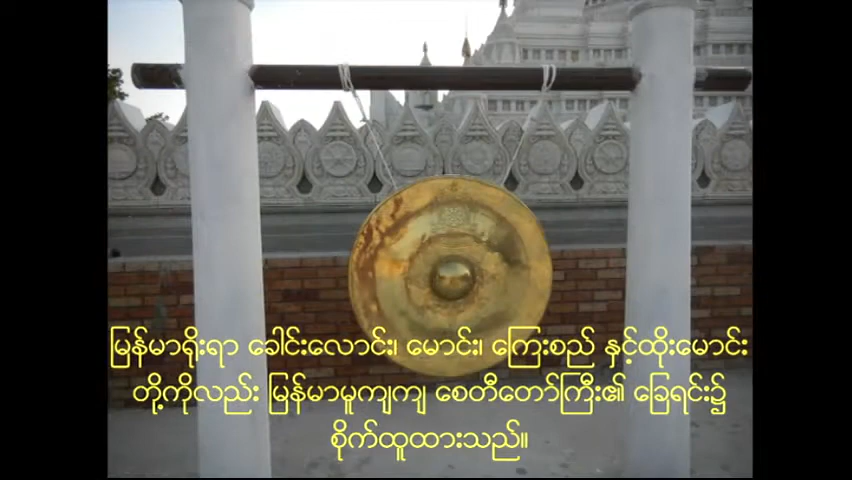 မြန်မာရိုးရာ ခေါင်းလောင်း၊ မောင်း၊ ကြေးစည် နှင့်ထိုးမောင်း
တို့ကိုလည်း မြန်မာမူကျကျ စေတီတော်ကြီး၏ ခြေရင်း၌
စိုက်ထူထားသည်။